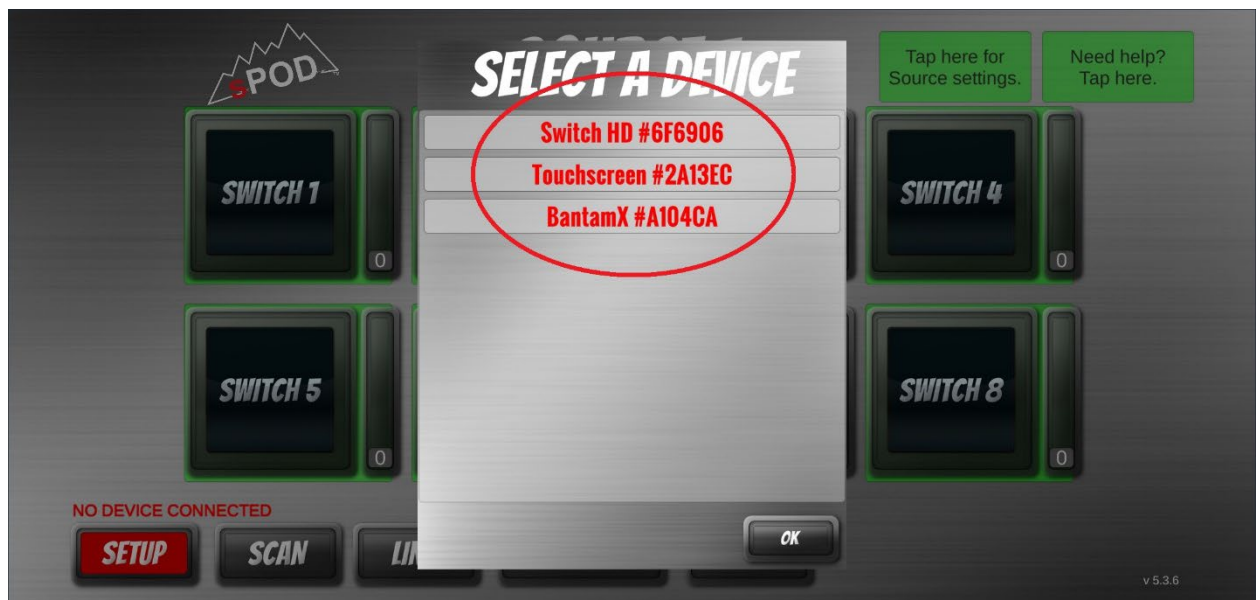 sPOD
SELECT A DEVICE
Tap here for
Source settings.
Need help?
Tap here.
Switch HD #6F6906
Touchscreen #2A13EC
BantamX #A104CA
SWITCH 1
0
SWITCH 4
0
SWITCH 5
0
SWITCH 8
0
NO DEVICE CONNECTED
SETUP
SCAN
OK
v 5.3.6